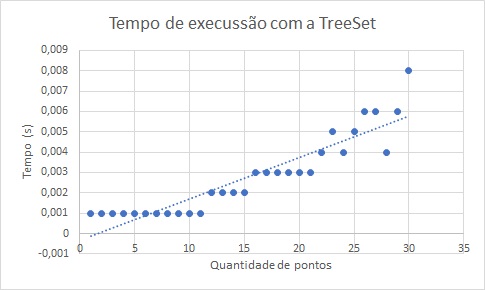 Tempo de execussão com a TreeSet
0,009
0,008
0,007
0,006
0,005
0,004
0,003
0,002
0,001
0
-0,001
Tempo (s)
0 5 10 15 20 25 30 35
Quantidade de pontos